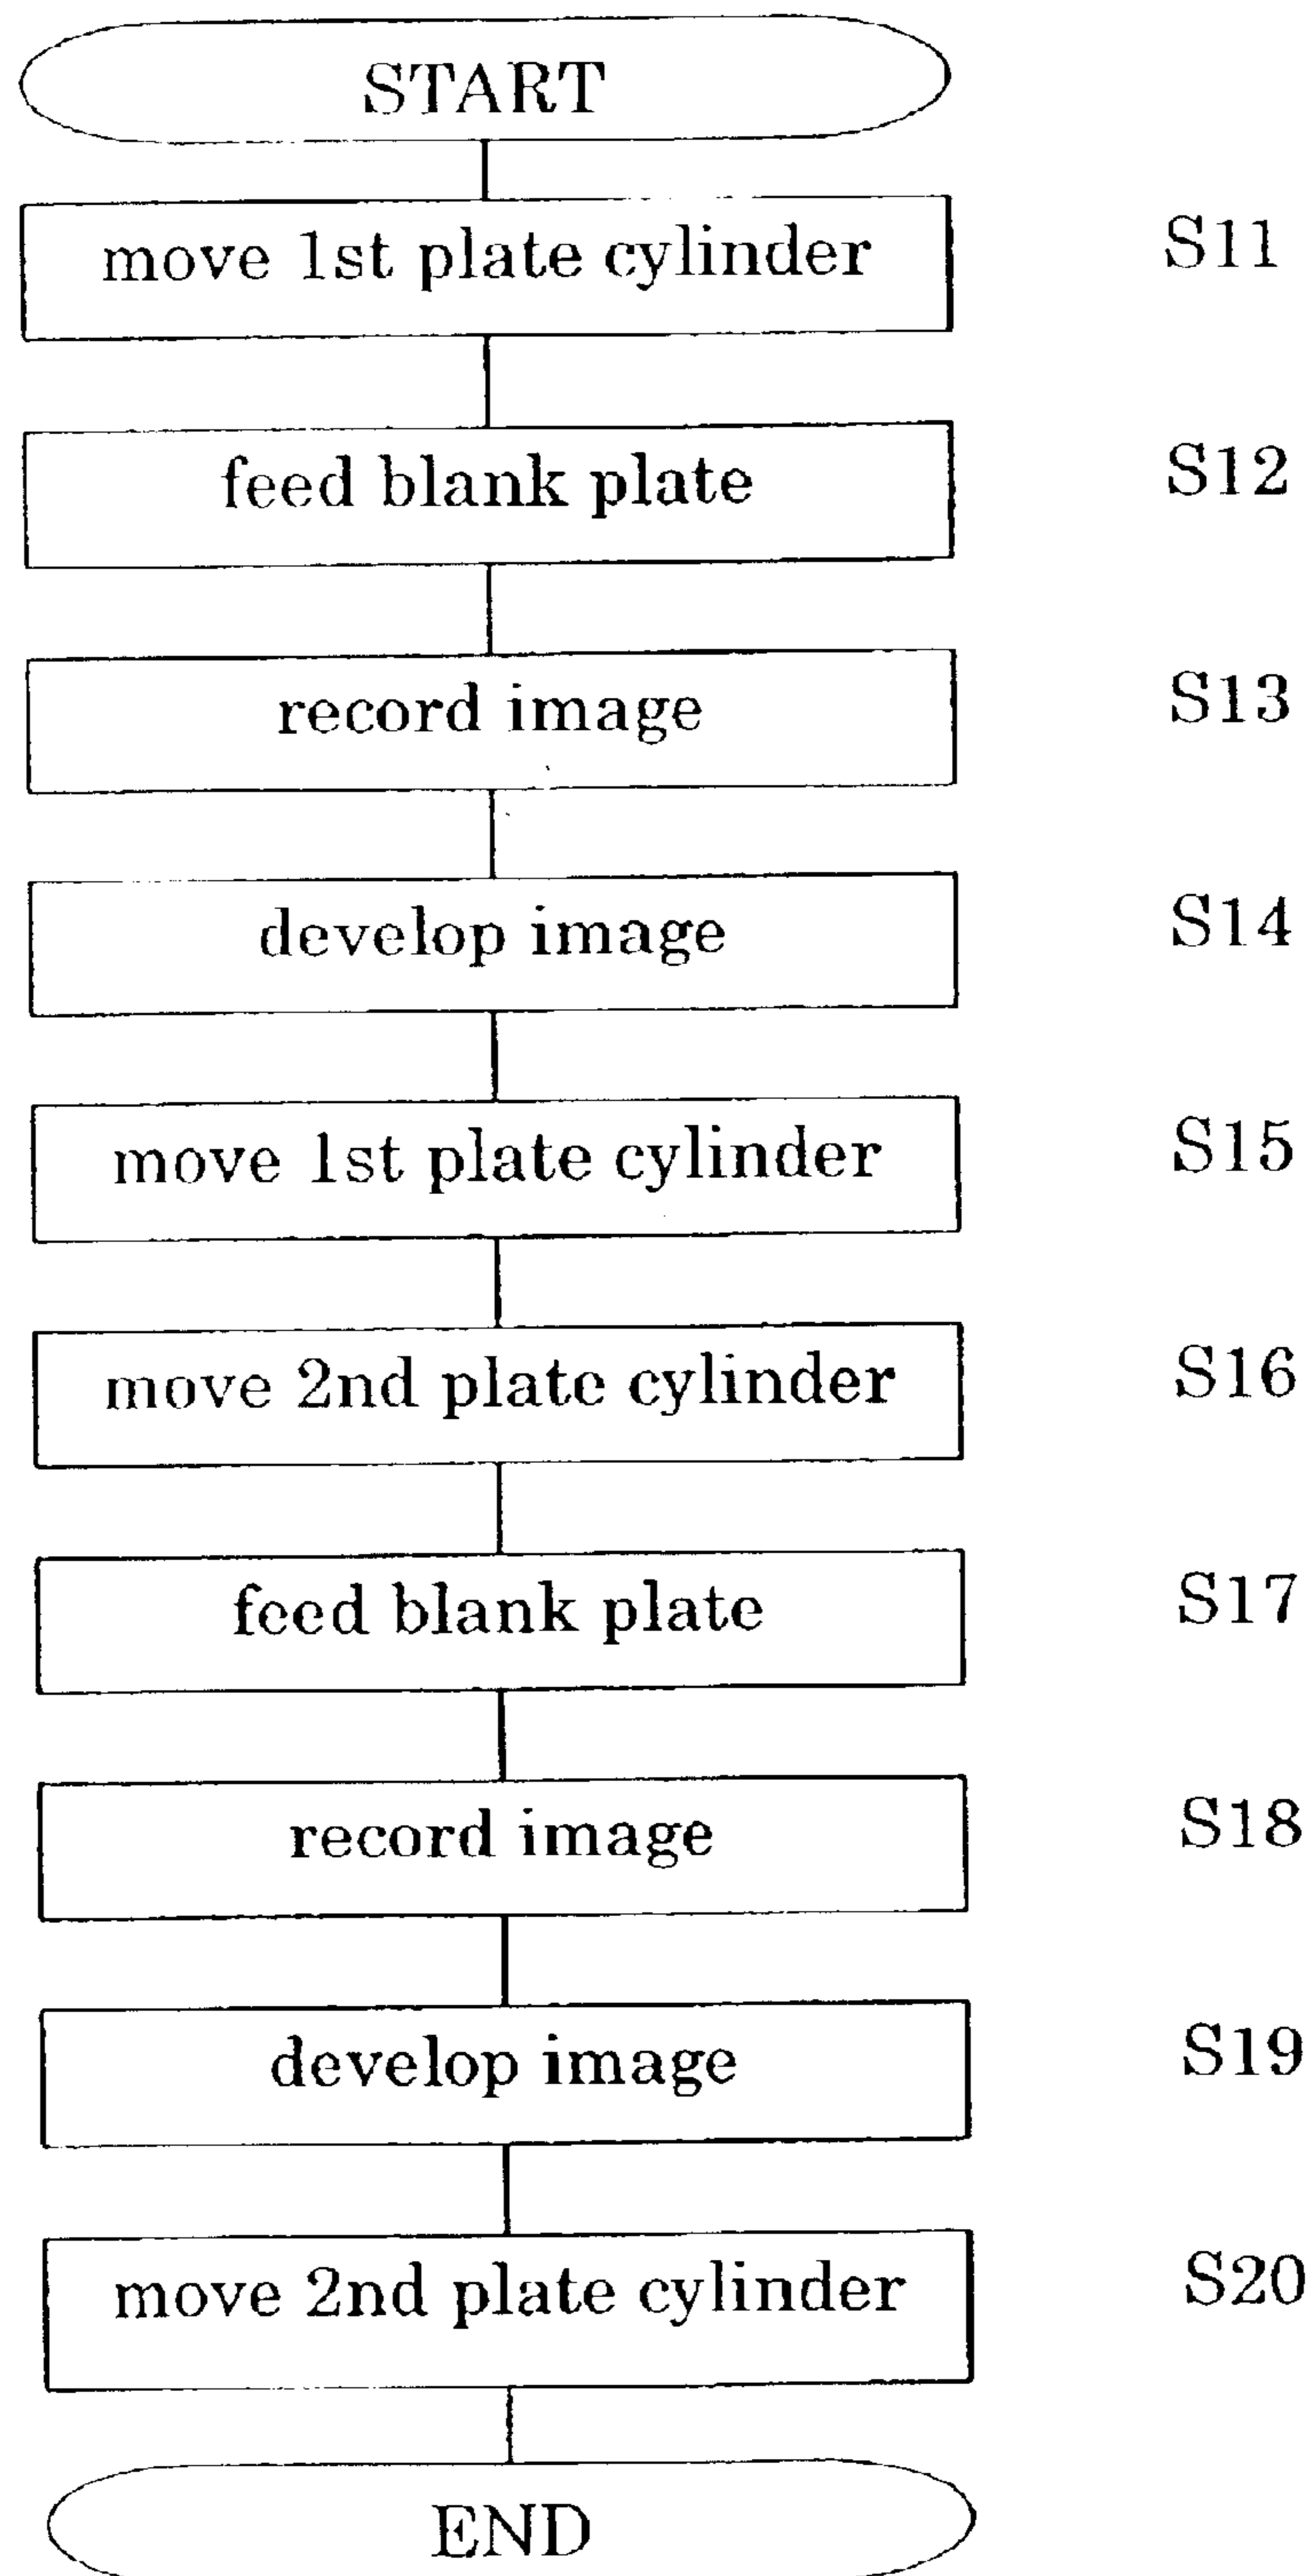 START
move 1st plate cylinder S11
feed blank plate S12
record image S13
develop image S14
move 1st plate cylinder S15
move 2nd plate cylinder S16
feed blank plate S17
record image S18
develop image S19
move 2nd plate cylinder S20
END